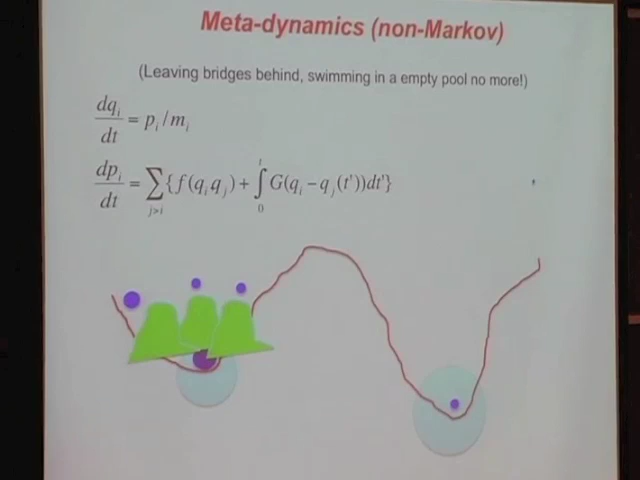 Meta-dynamics (non-Markov)
(Leaving bridges behind, swimming in a empty pool no more!)
dq_i/dt = p_i/m_i
dp_i/dt = ∑_{j>i} {f(q_i q_j) + ∫_0^t G(q_i − q_j(t'))dt'}